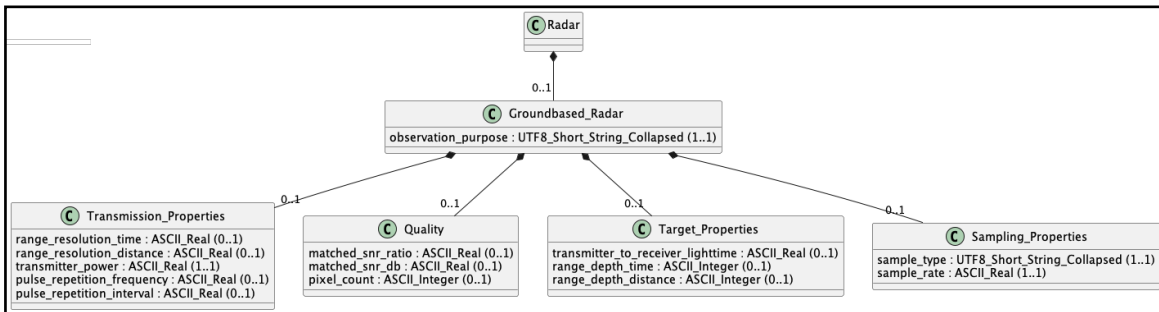 C Radar
0..1
C Groundbased_Radar
observation_purpose : UTF8_Short_String_Collapsed (1..1)
0..1
0..1
0..1
0..1
C Transmission_Properties
range_resolution_time : ASCII_Real (0..1)
range_resolution_distance : ASCII_Real (0..1)
transmitter_power : ASCII_Real (1..1)
pulse_repetition_frequency : ASCII_Real (0..1)
pulse_repetition_interval : ASCII_Real (0..1)
C Quality
matched_snr_ratio : ASCII_Real (0..1)
matched_snr_db : ASCII_Real (0..1)
pixel_count : ASCII_Integer (0..1)
C Target_Properties
transmitter_to_receiver_lighttime : ASCII_Real (0..1)
range_depth_time : ASCII_Integer (0..1)
range_depth_distance : ASCII_Integer (0..1)
C Sampling_Properties
sample_type : UTF8_Short_String_Collapsed (1..1)
sample_rate : ASCII_Real (1..1)